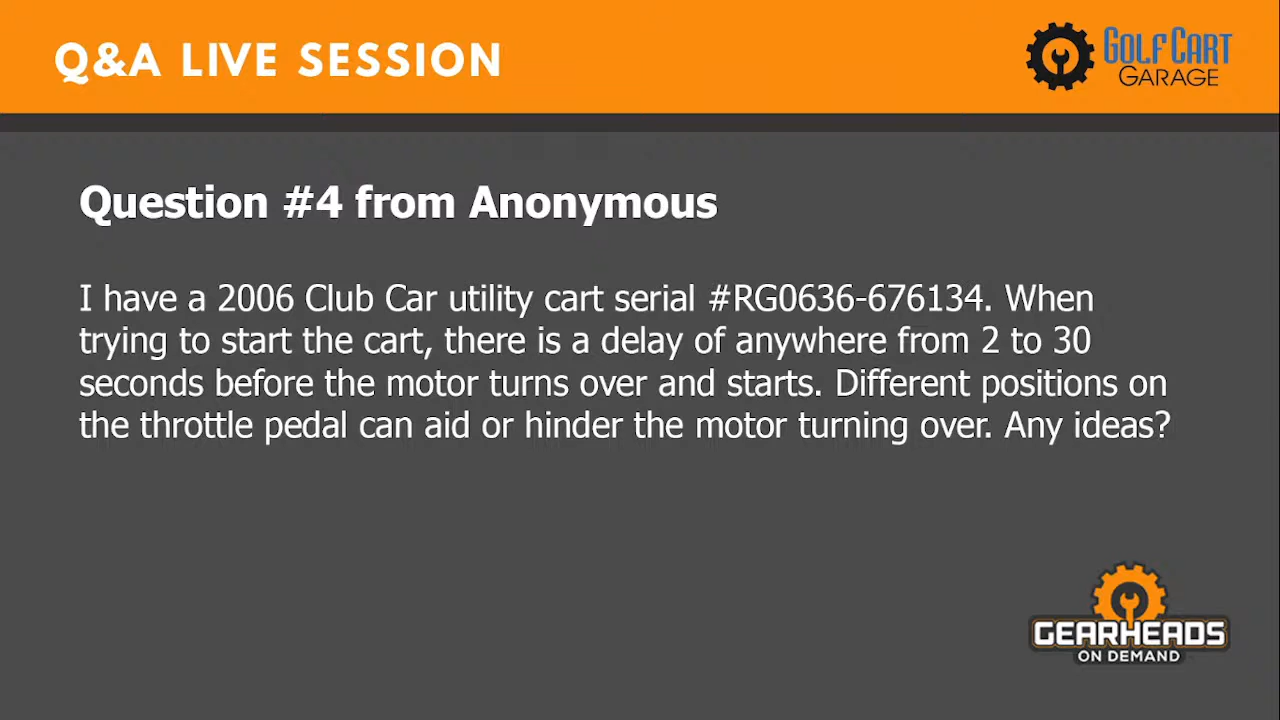 Q&A LIVE SESSION
GOLF CART
GARAGE
Question #4 from Anonymous
I have a 2006 Club Car utility cart serial #RG0636-676134. When
trying to start the cart, there is a delay of anywhere from 2 to 30
seconds before the motor turns over and starts. Different positions on
the throttle pedal can aid or hinder the motor turning over. Any ideas?
GEARHEADS
ON DEMAND